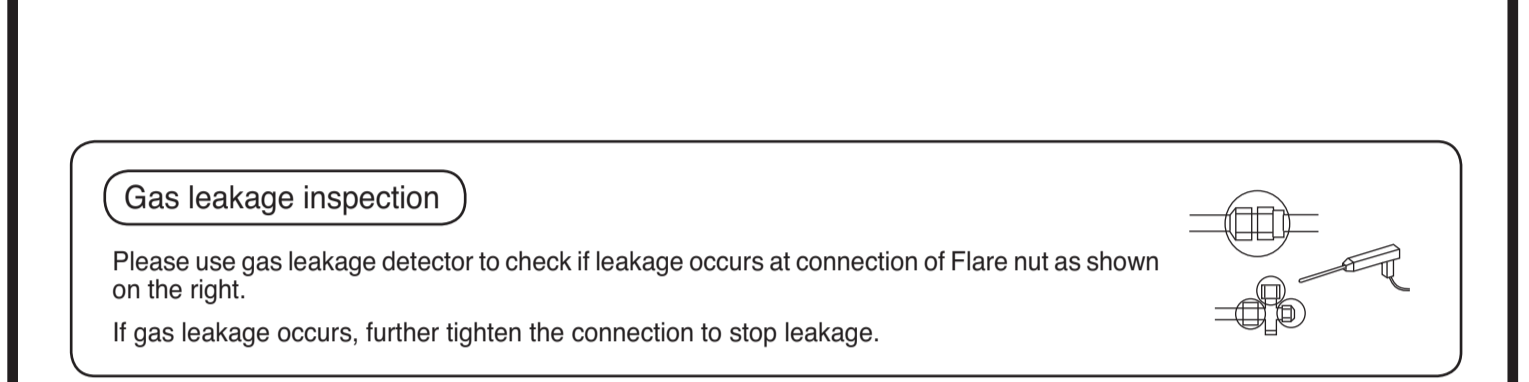 Gas leakage inspection
Please use gas leakage detector to check if leakage occurs at connection of Flare nut as shown
on the right.
If gas leakage occurs, further tighten the connection to stop leakage.